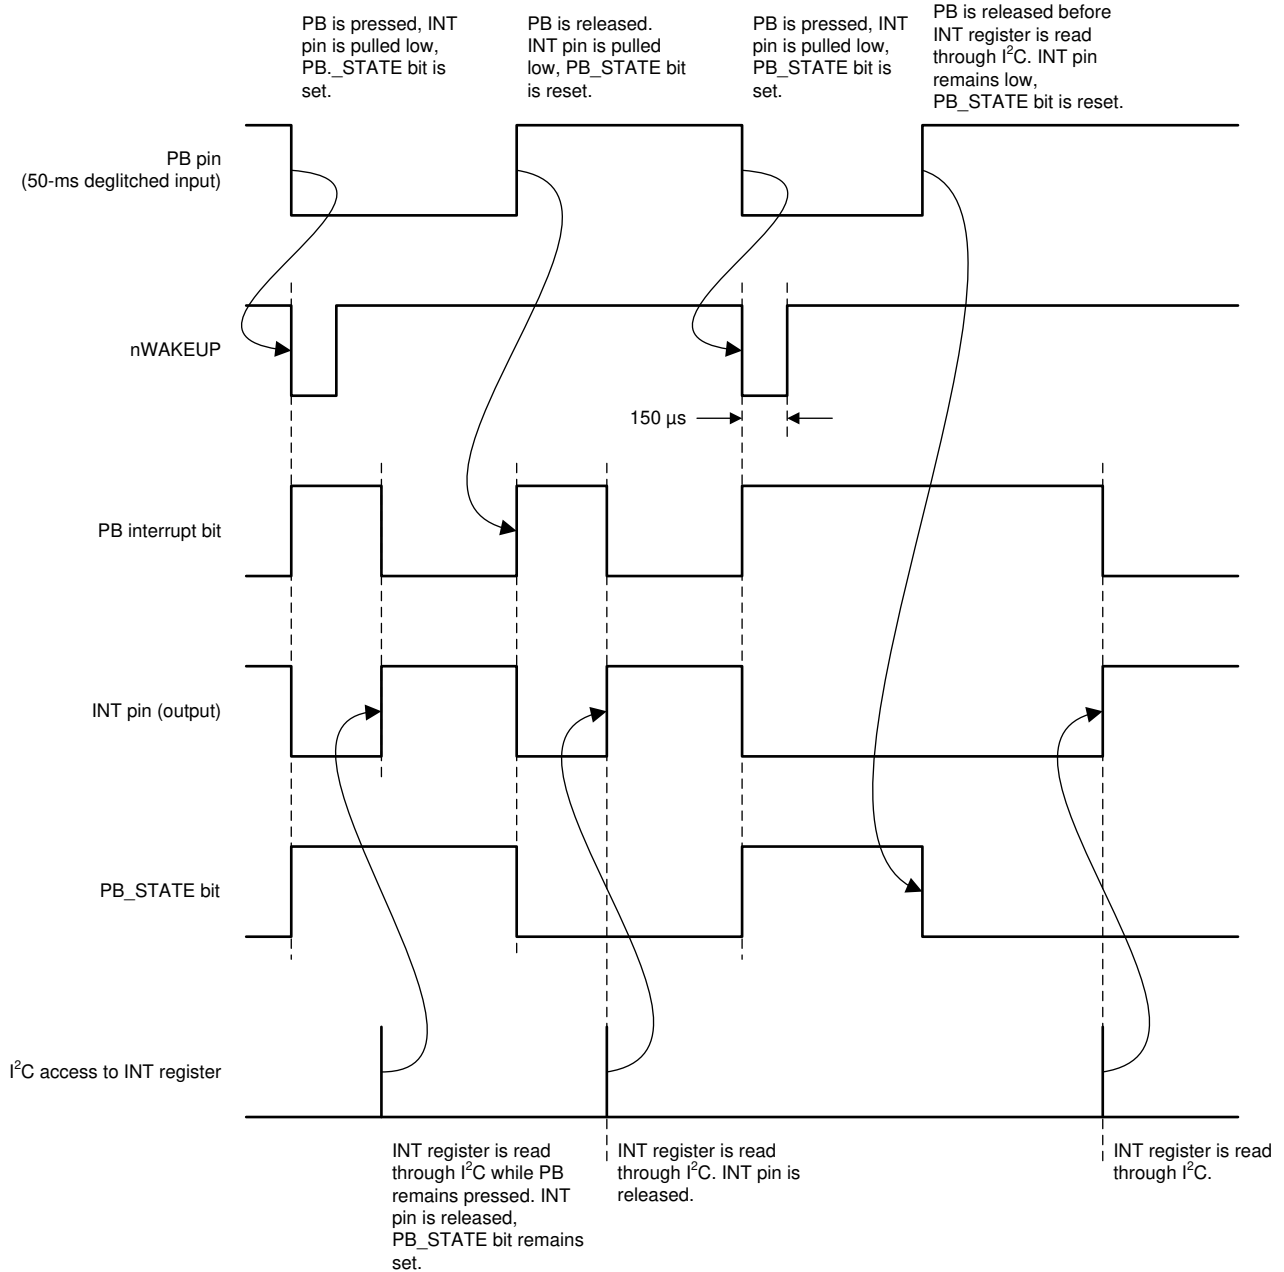 PB is pressed, INT
pin is pulled low,
PB._STATE bit is
set.
PB is released.
INT pin is pulled
low, PB_STATE bit
is reset.
PB is pressed, INT
pin is pulled low,
PB_STATE bit is
set.
PB is released before
INT register is read
through I²C. INT pin
remains low,
PB_STATE bit is reset.
PB pin
(50-ms deglitched input)
nWAKEUP
150 µs
PB interrupt bit
INT pin (output)
PB_STATE bit
I²C access to INT register
INT register is read
through I²C while PB
remains pressed. INT
pin is released,
PB_STATE bit remains
set.
INT register is read
through I²C. INT pin is
released.
INT register is read
through I²C.